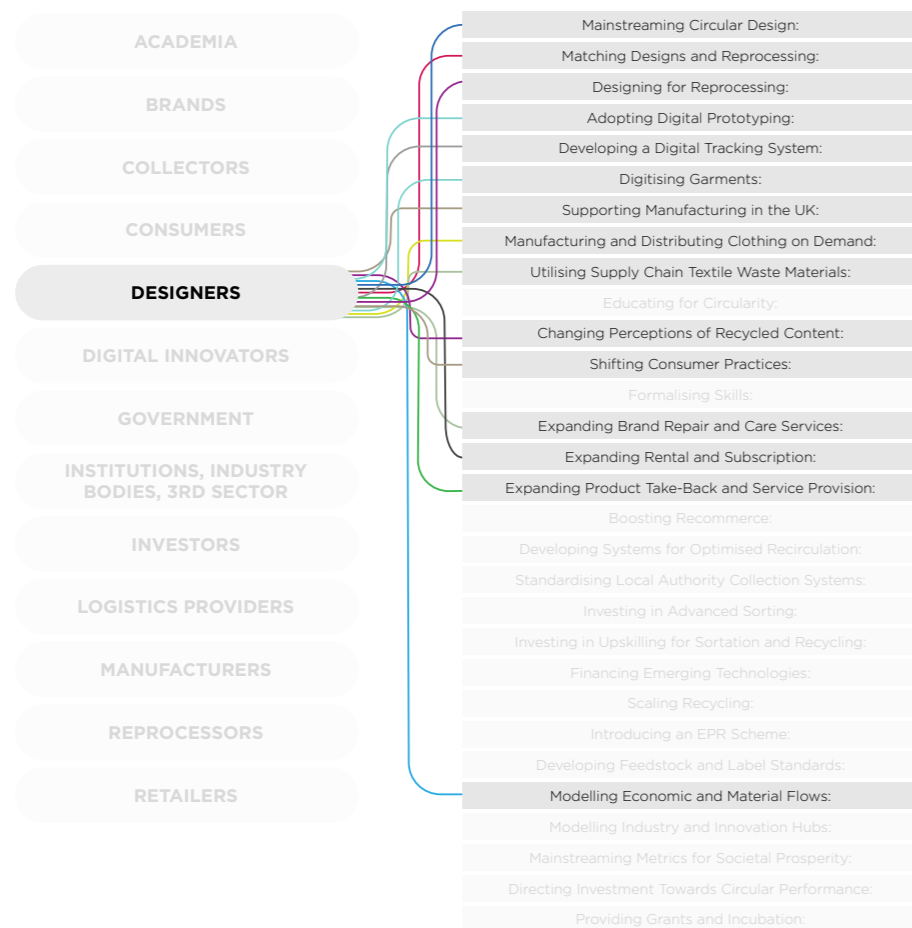 ACADEMIA
BRANDS
COLLECTORS
CONSUMERS
DESIGNERS
DIGITAL INNOVATORS
GOVERNMENT
INSTITUTIONS, INDUSTRY
BODIES, 3RD SECTOR
INVESTORS
LOGISTICS PROVIDERS
MANUFACTURERS
REPROCESSORS
RETAILERS
Mainstreaming Circular Design:
Matching Designs and Reprocessing:
Designing for Reprocessing:
Adopting Digital Prototyping:
Developing a Digital Tracking System:
Digitising Garments:
Supporting Manufacturing in the UK:
Manufacturing and Distributing Clothing on Demand:
Utilising Supply Chain Textile Waste Materials:
Educating for Circularity:
Changing Perceptions of Recycled Content:
Shifting Consumer Practices:
Formalising Skills:
Expanding Brand Repair and Care Services:
Expanding Rental and Subscription:
Expanding Product Take-Back and Service Provision:
Boosting Recommerce:
Developing Systems for Optimised Recirculation:
Standardising Local Authority Collection Systems:
Investing in Advanced Sorting:
Investing in Upskilling for Sortation and Recycling:
Financing Emerging Technologies:
Scaling Recycling:
Introducing an EPR Scheme:
Developing Feedstock and Label Standards:
Modelling Economic and Material Flows:
Modelling Industry and Innovation Hubs:
Mainstreaming Metrics for Societal Prosperity:
Directing Investment Towards Circular Performance:
Providing Grants and Incubation: